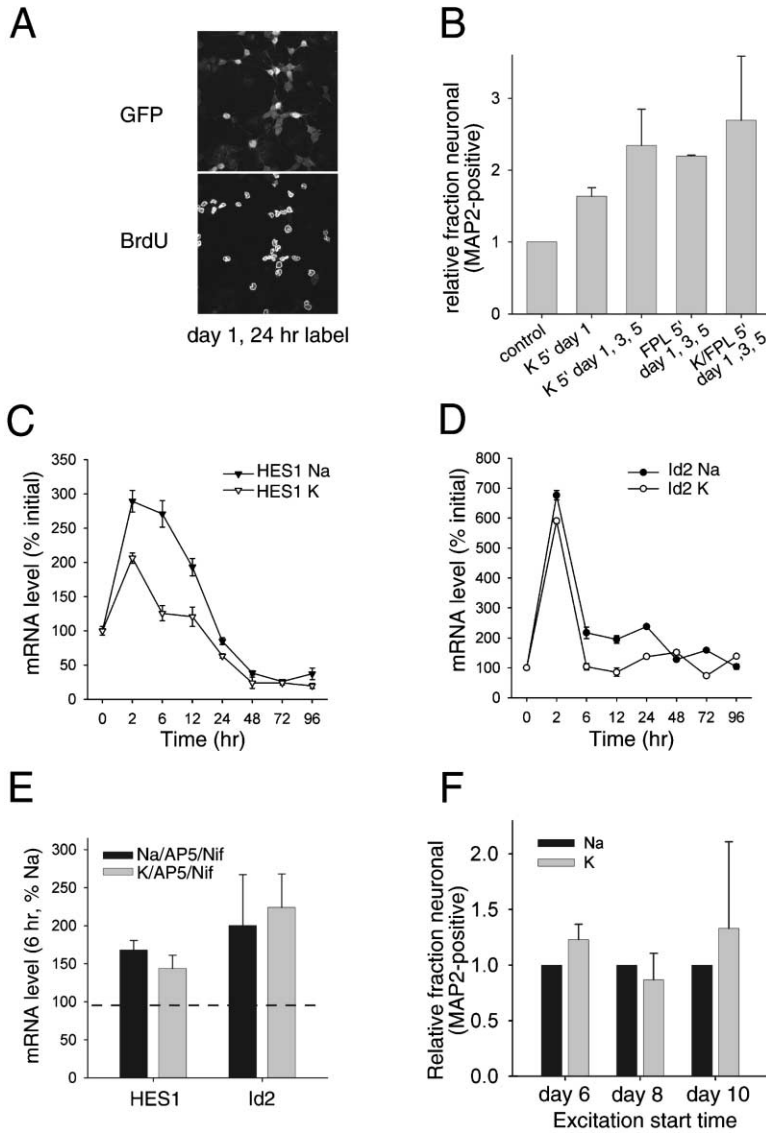 A
GFP
BrdU
day 1, 24 hr label
B
relative fraction neuronal
(MAP2-positive)
3
2
1
0
control
K 5' day 1
K 5' day 1, 3, 5
FPL 5'
day 1, 3, 5
K/FPL 5'
day 1 ,3, 5
C
mRNA level (% initial)
350
300
250
200
150
100
50
0
HES1 Na
HES1 K
0 2 6 12 24 48 72 96
Time (hr)
D
mRNA level (% initial)
800
700
600
500
400
300
200
100
0
Id2 Na
Id2 K
0 2 6 12 24 48 72 96
Time (hr)
E
mRNA level (6 hr, % Na)
300
250
200
150
100
50
0
Na/AP5/Nif
K/AP5/Nif
HES1 Id2
F
Relative fraction neuronal
(MAP2-positive)
2.0
1.5
1.0
0.5
0.0
Na
K
day 6 day 8 day 10
Excitation start time